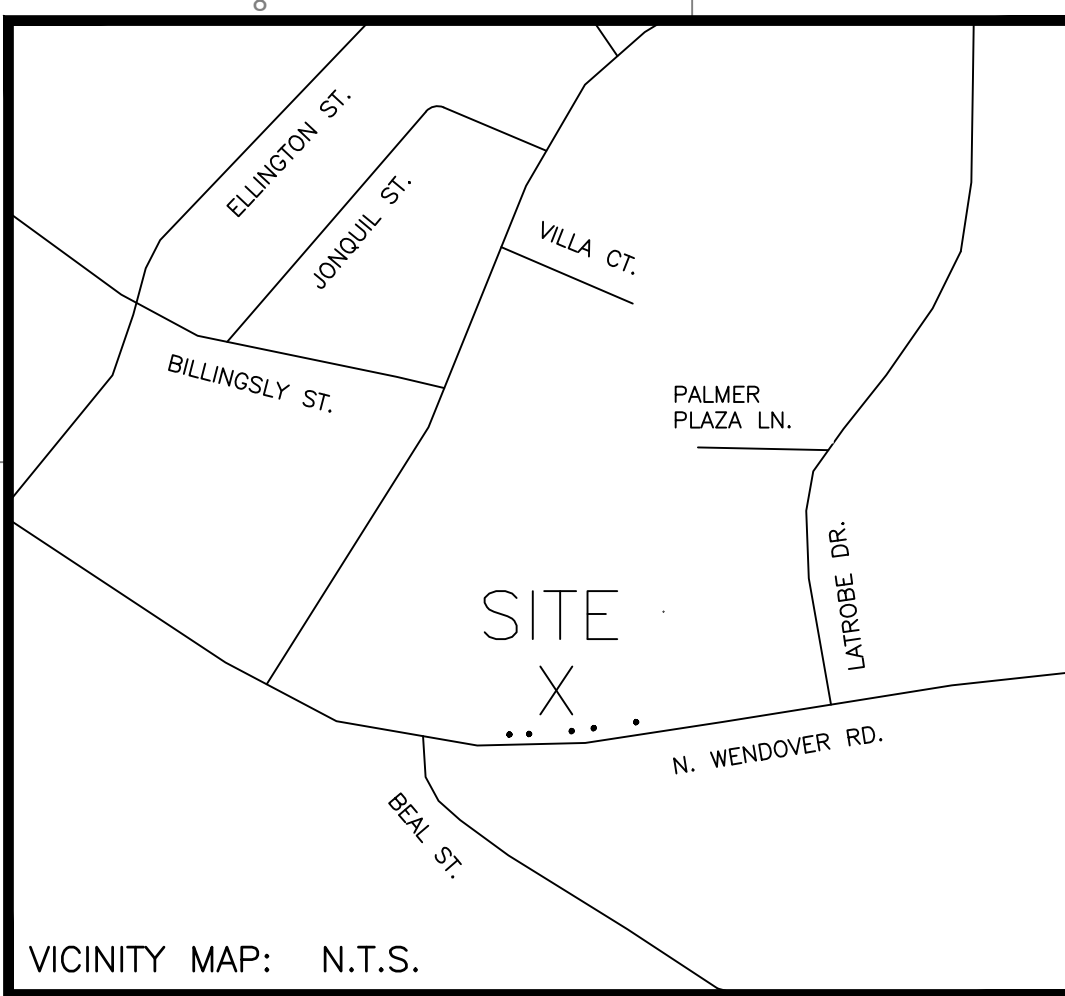 8
ELLINGTON ST.
JONQUIL ST.
VILLA CT.
BILLINGSLY ST.
PALMER
PLAZA LN.
LATROBE DR.
SITE
X
N. WENDOVER RD.
BEAL ST.
VICINITY MAP: N.T.S.